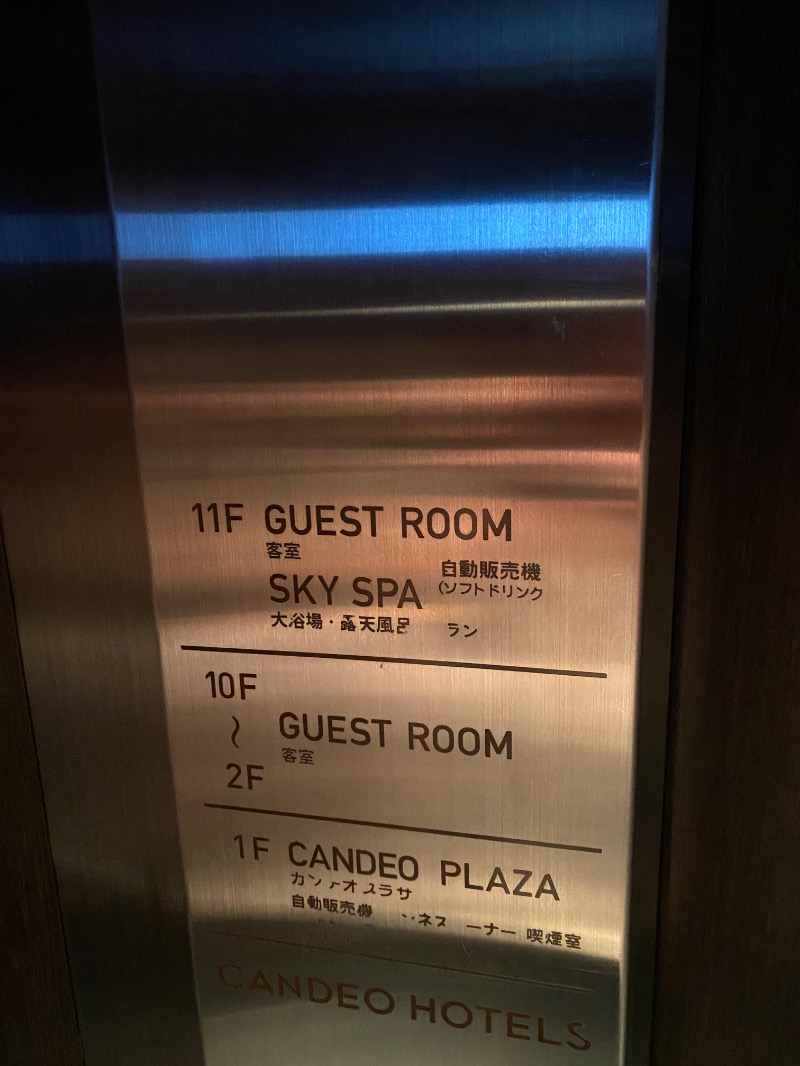 11F GUEST ROOM
客室
SKY SPA
大浴場・露天風呂
自動販売機
(ソフトドリンク
ラン
10F
~
2F
GUEST ROOM
客室
1F CANDEO PLAZA
自動販売機
喫煙室
CANDEO HOTELS